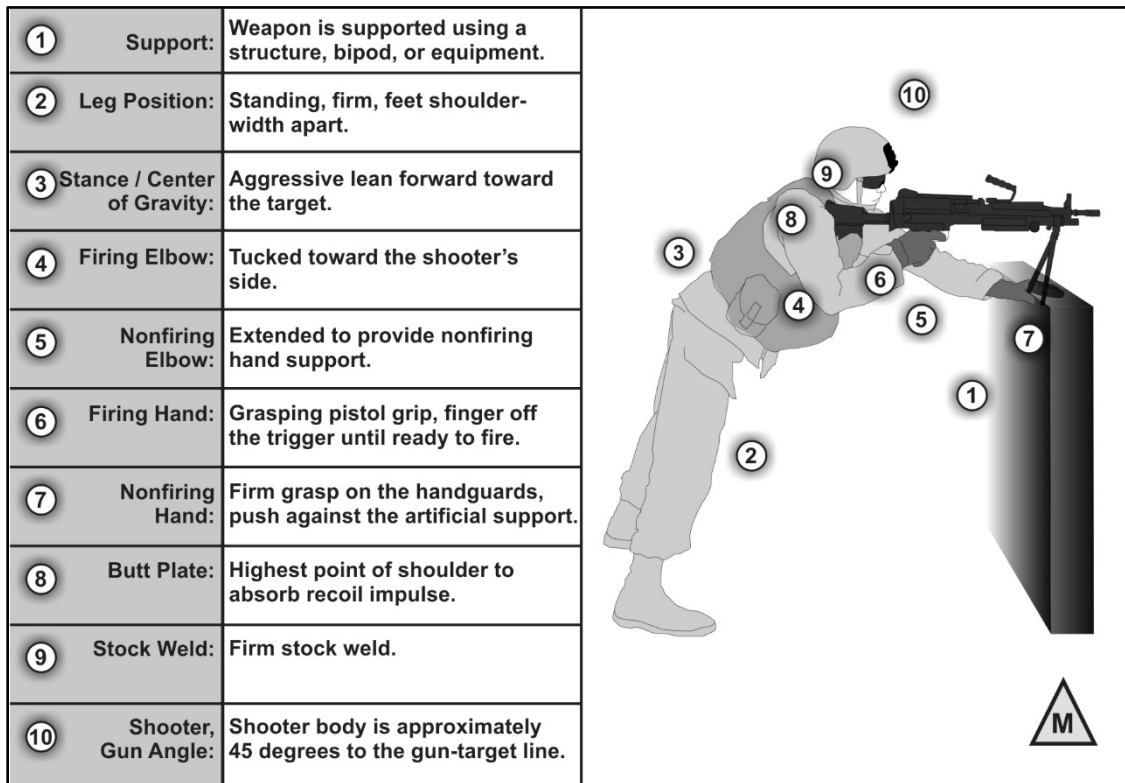 1 Support: Weapon is supported using a
structure, bipod, or equipment.
2 Leg Position: Standing, firm, feet shoulder-
width apart.
3 Stance / Center
of Gravity:
Aggressive lean forward toward
the target.
4 Firing Elbow: Tucked toward the shooter’s
side.
5 Nonfiring
Elbow:
Extended to provide nonfiring
hand support.
6 Firing Hand: Grasping pistol grip, finger off
the trigger until ready to fire.
7 Nonfiring
Hand:
Firm grasp on the handguards,
push against the artificial support.
8 Butt Plate: Highest point of shoulder to
absorb recoil impulse.
9 Stock Weld: Firm stock weld.
10 Shooter,
Gun Angle:
Shooter body is approximately
45 degrees to the gun-target line.
10
9
8
3
6
4
5
7
1
2
M